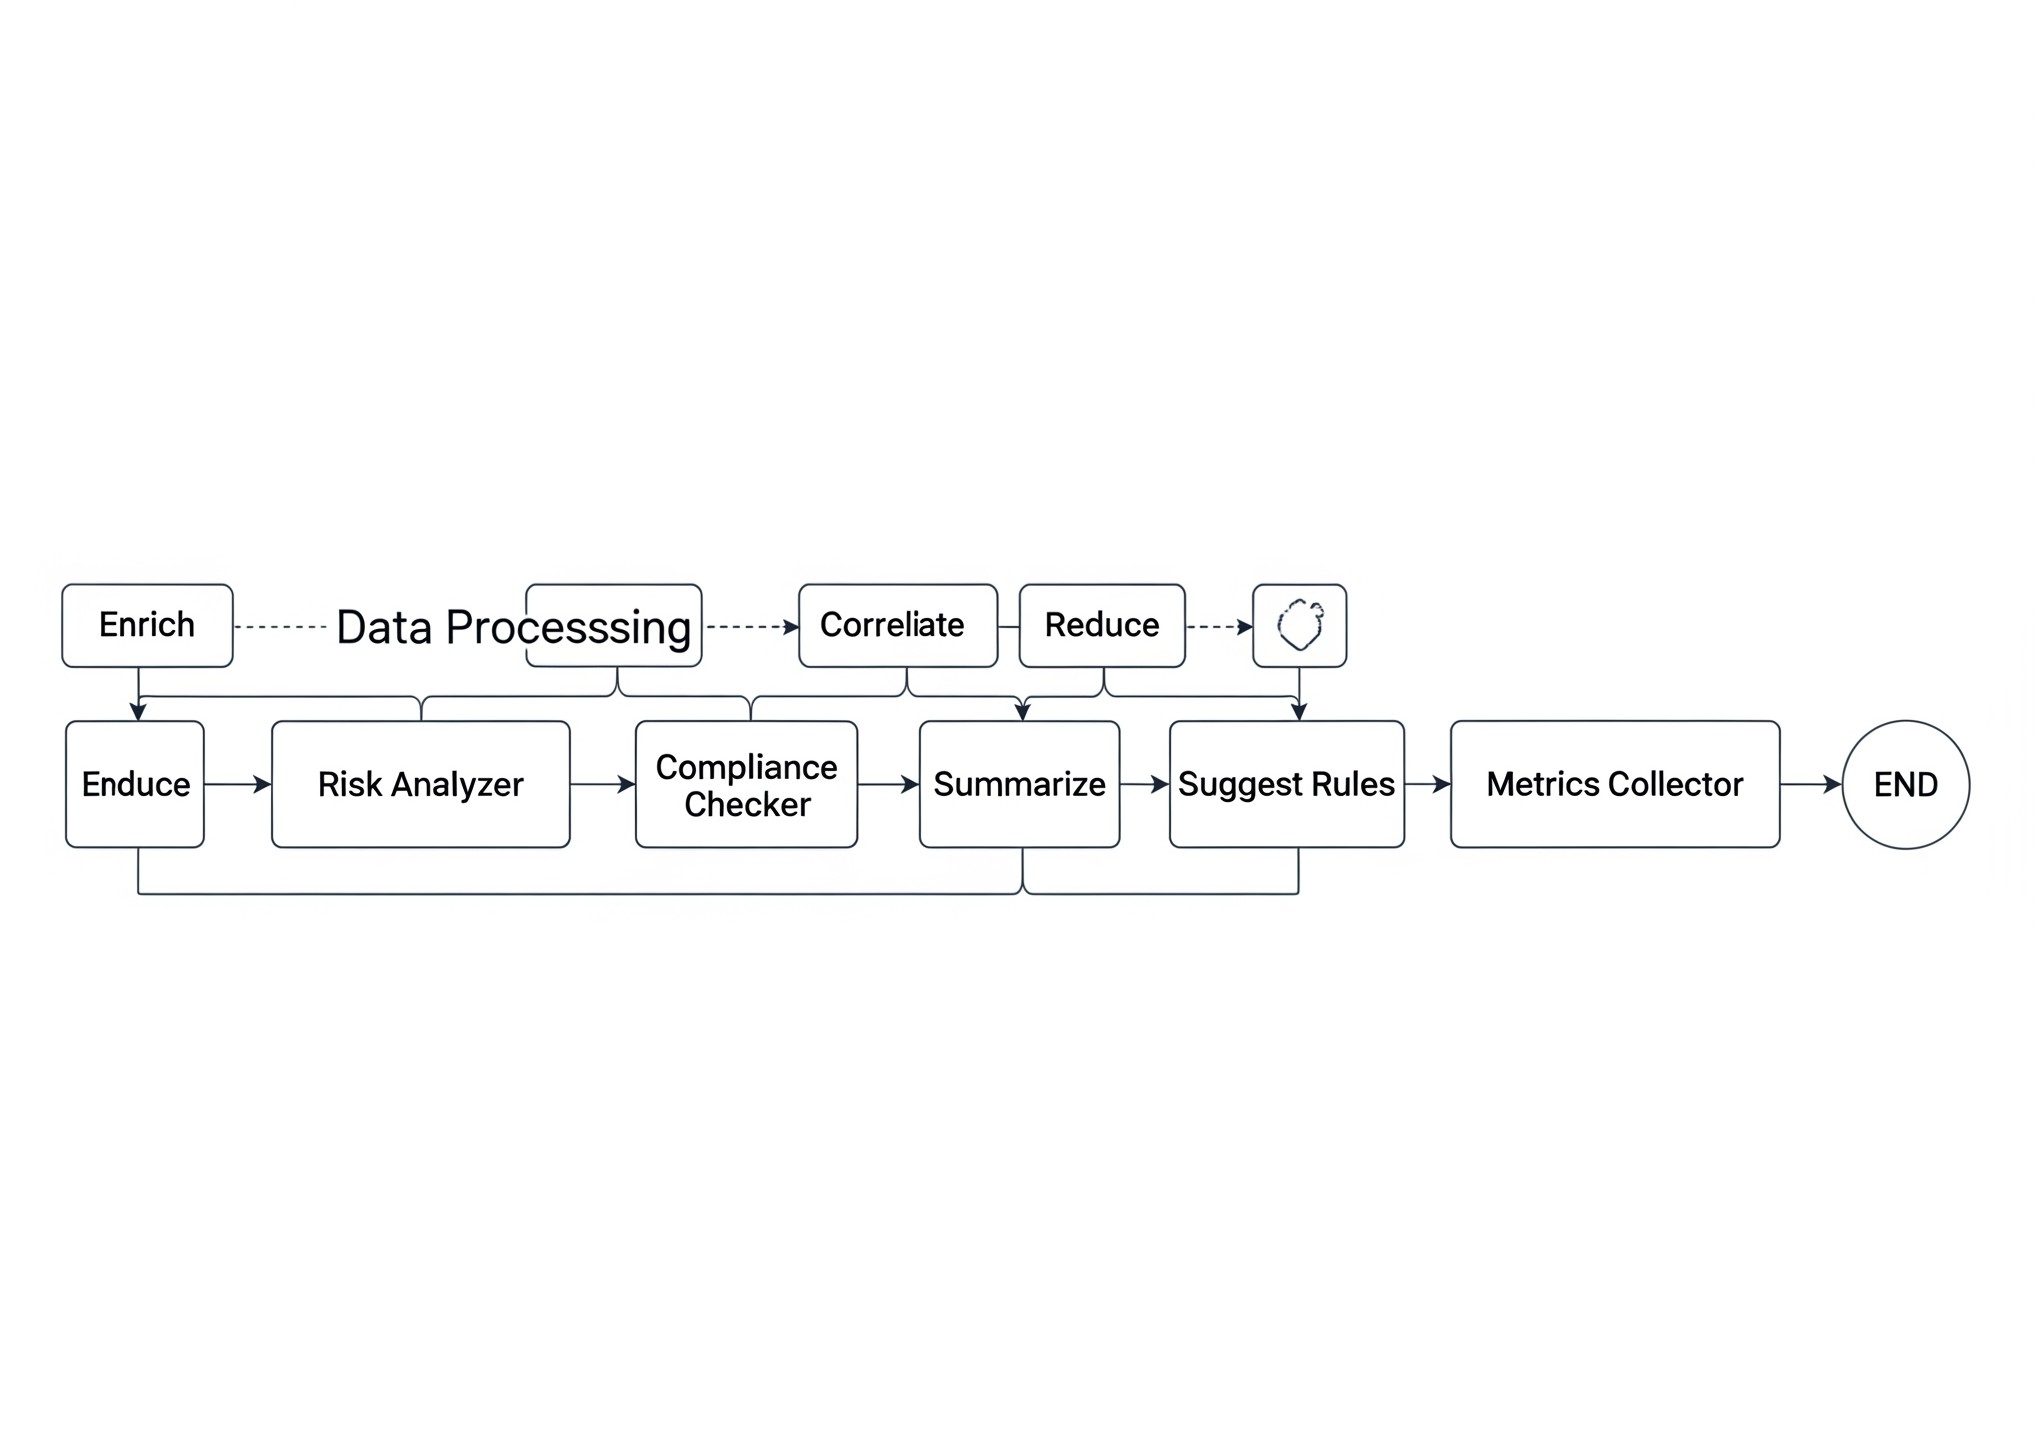 Enrich
Data Processsing
Correliate
Reduce
Enduce
Risk Analyzer
Compliance
Checker
Summarize
Suggest Rules
Metrics Collector
END